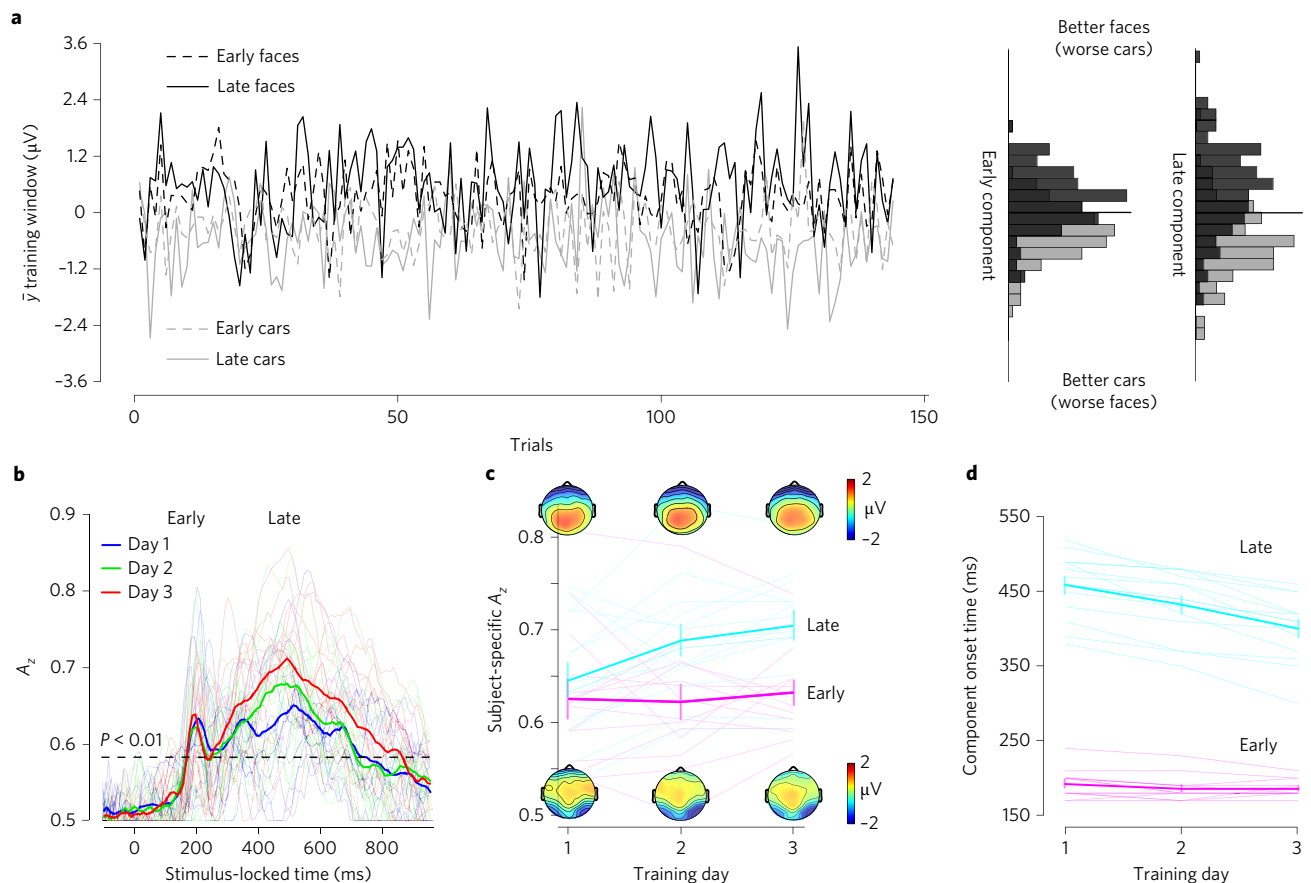 a
3.6
2.4
1.2
0
−1.2
−2.4
−3.6
ȳ training window (μV)
Early faces
Late faces
Early cars
Late cars
0
50
100
150
Trials
Better faces
(worse cars)
Early component
Late component
Better cars
(worse faces)
b
0.9
0.8
0.7
0.6
0.5
A_z
Early
Late
Day 1
Day 2
Day 3
P < 0.01
0
200
400
600
800
Stimulus-locked time (ms)
c
2
μV
−2
0.8
0.7
0.6
0.5
Subject-specific A_z
Late
Early
2
μV
−2
1
2
3
Training day
d
550
450
350
250
150
Component onset time (ms)
Late
Early
1
2
3
Training day